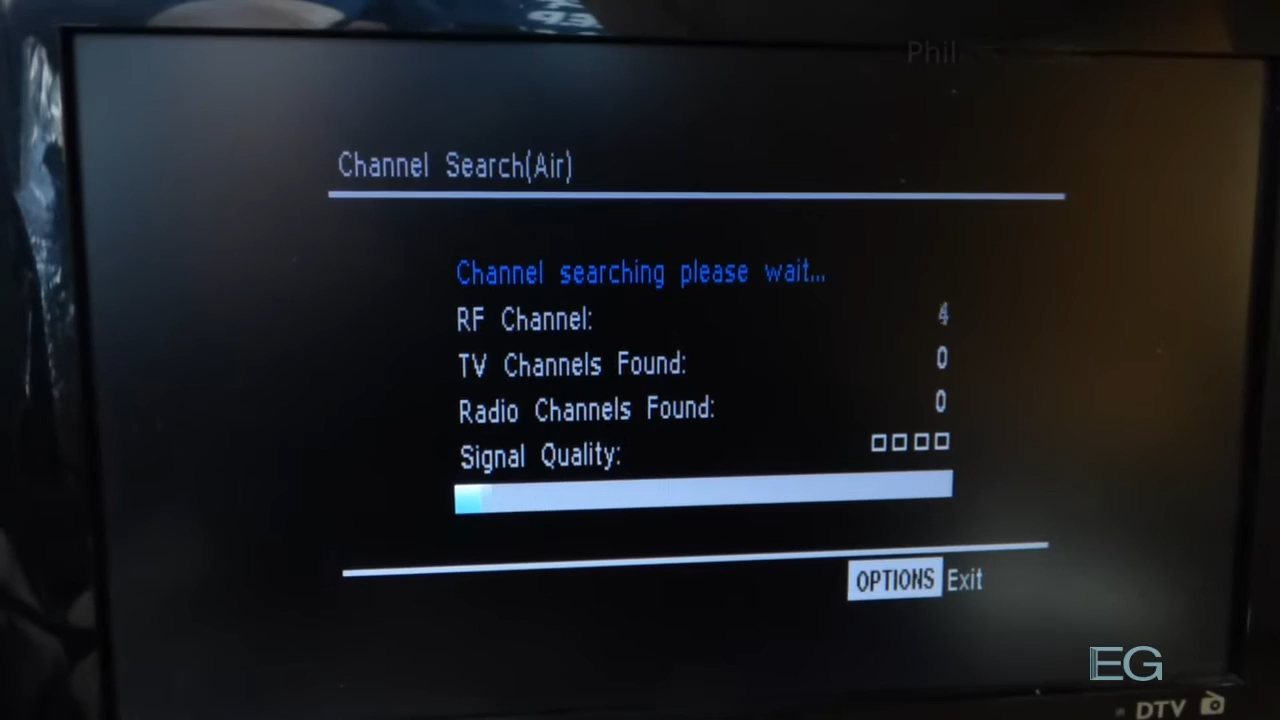 Channel Search(Air)
Channel searching please wait...
RF Channel: 4
TV Channels Found: 0
Radio Channels Found: 0
Signal Quality:
OPTIONS Exit
EG
DTV